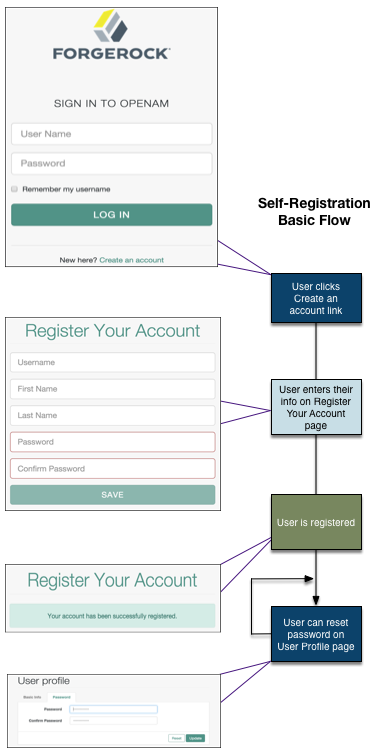 FORGEROCK
SIGN IN TO OPENAM
User Name
Password
Remember my username
LOG IN
New here? Create an account
Self-Registration
Basic Flow
User clicks
Create an
account link
Register Your Account
Username
First Name
Last Name
Password
Confirm Password
SAVE
User enters their
info on Register
Your Account
page
User is registered
Register Your Account
Your account has been successfully registered.
User can reset
password on
User Profile page
User profile
Basic Info Password
Password
Confirm Password
Reset Update